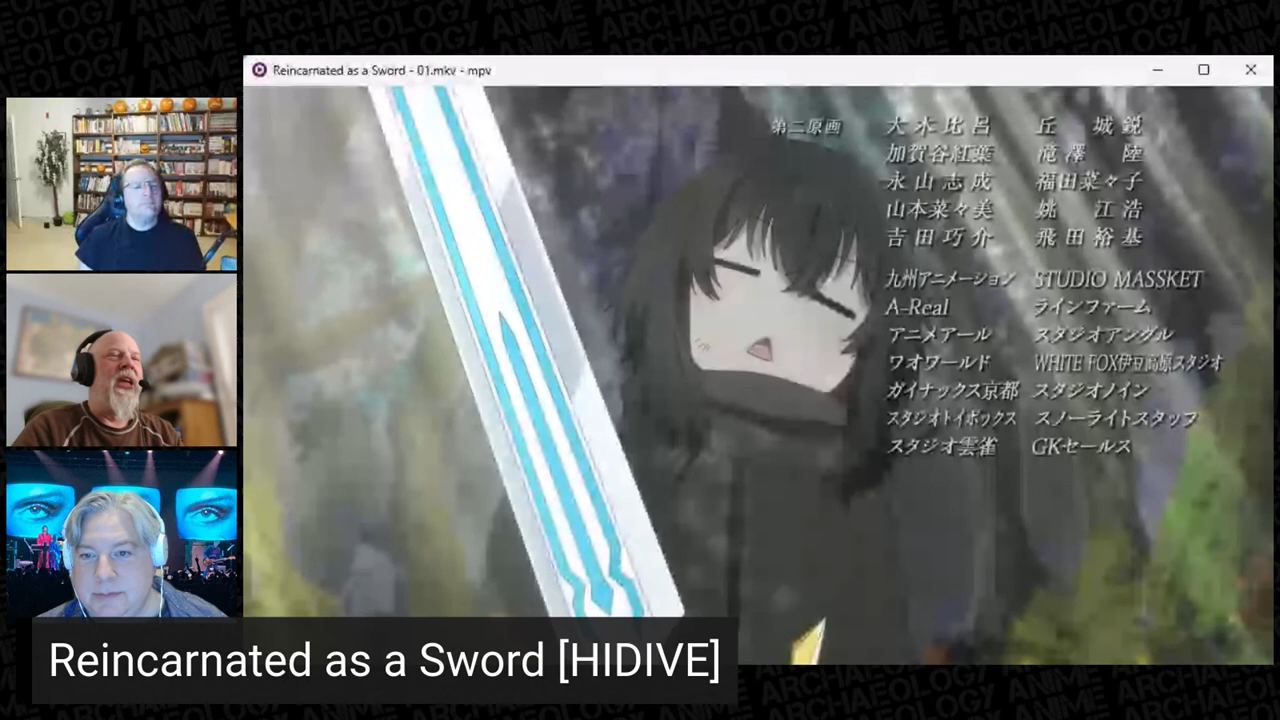 ARCHAEOLOGY ANIME
Reincarnated as a Sword - 01.mkv - mpv
第二原画
大木比呂 丘 城鋭
加賀谷紅葉 滝澤 陸
永山志成 福田菜々子
山本菜々美 姚 江浩
吉田巧介 飛田裕基
九州アニメーション STUDIO MASSKET
A-Real ラインファーム
アニメアール スタジオアングル
ワオワールド WHITE FOX伊豆高原スタジオ
ガイナックス京都 スタジオノイン
スタジオトイボックス スノーライトスタッフ
スタジオ雲雀 GKセールス
Reincarnated as a Sword [HIDIVE]
ARCHAEOLOGY ANIME